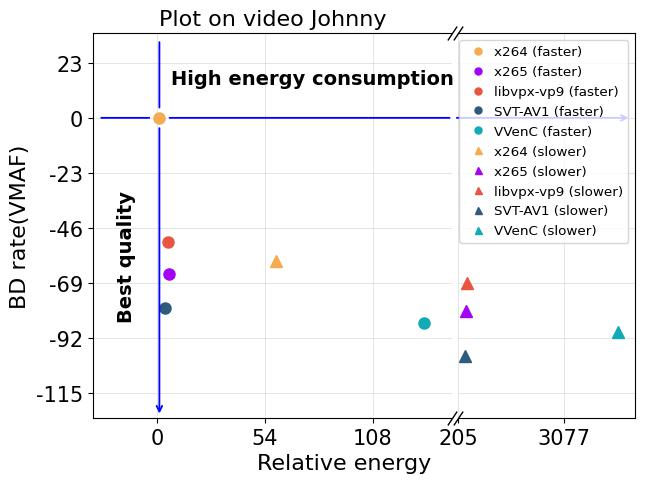 Plot on video Johnny
23
0
-23
-46
-69
-92
-115
BD rate(VMAF)
High energy consumption
Best quality
x264 (faster)
x265 (faster)
libvpx-vp9 (faster)
SVT-AV1 (faster)
VVenC (faster)
x264 (slower)
x265 (slower)
libvpx-vp9 (slower)
SVT-AV1 (slower)
VVenC (slower)
0 54 108 205 3077
Relative energy